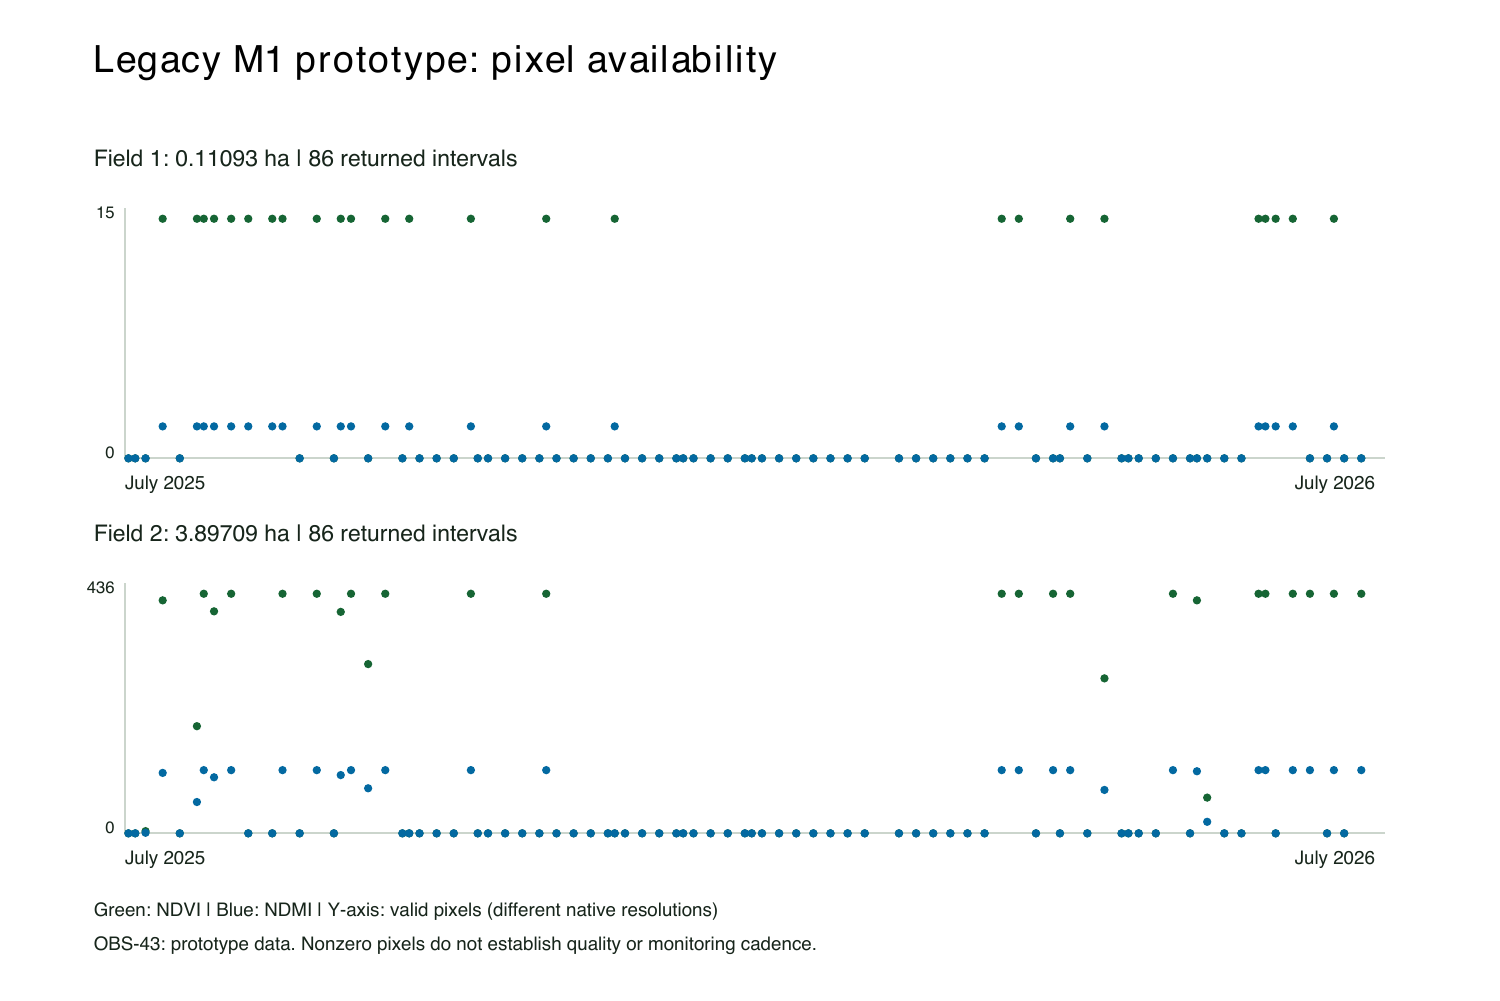 Legacy M1 prototype: pixel availability
Field 1: 0.11093 ha | 86 returned intervals
15
0
July 2025 July 2026
Field 2: 3.89709 ha | 86 returned intervals
436
0
July 2025 July 2026
Green: NDVI | Blue: NDMI | Y-axis: valid pixels (different native resolutions)
OBS-43: prototype data. Nonzero pixels do not establish quality or monitoring cadence.